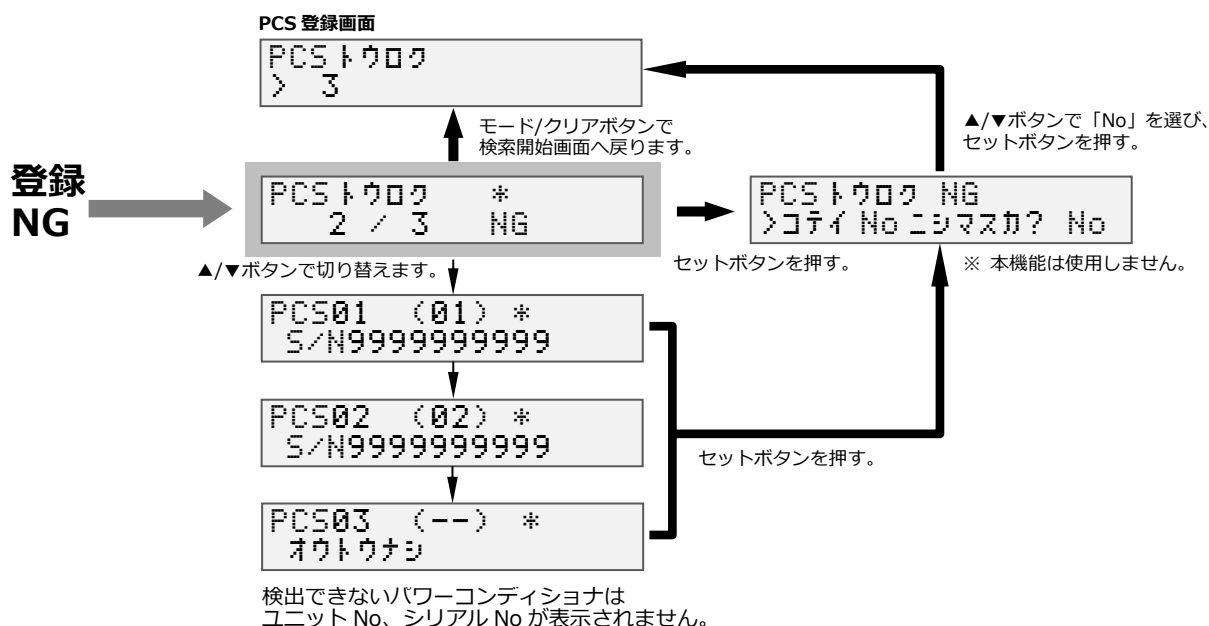 PCS 登録画面
PCSトウロク
> 3
モード/クリアボタンで
検索開始画面へ戻ります。
▲/▼ボタンで「No」を選び、
セットボタンを押す。
登録
NG
PCSトウロク *
2 / 3 NG
PCSトウロク NG
>コテイ No ニシマスカ? No
▲/▼ボタンで切り替えます。
セットボタンを押す。
※ 本機能は使用しません。
PCS01 (01) *
S/N9999999999
PCS02 (02) *
S/N9999999999
セットボタンを押す。
PCS03 (--) *
オウトウナシ
検出できないパワーコンディショナは
ユニット No、シリアル No が表示されません。